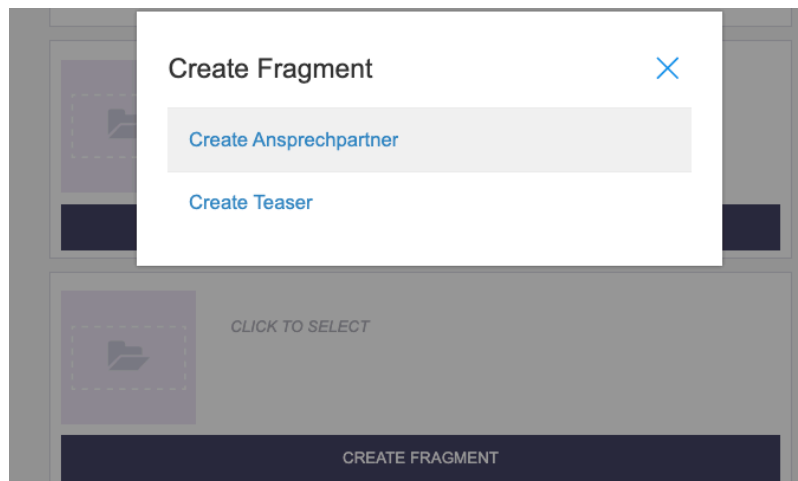 Create Fragment
Create Ansprechpartner
Create Teaser
CLICK TO SELECT
CREATE FRAGMENT